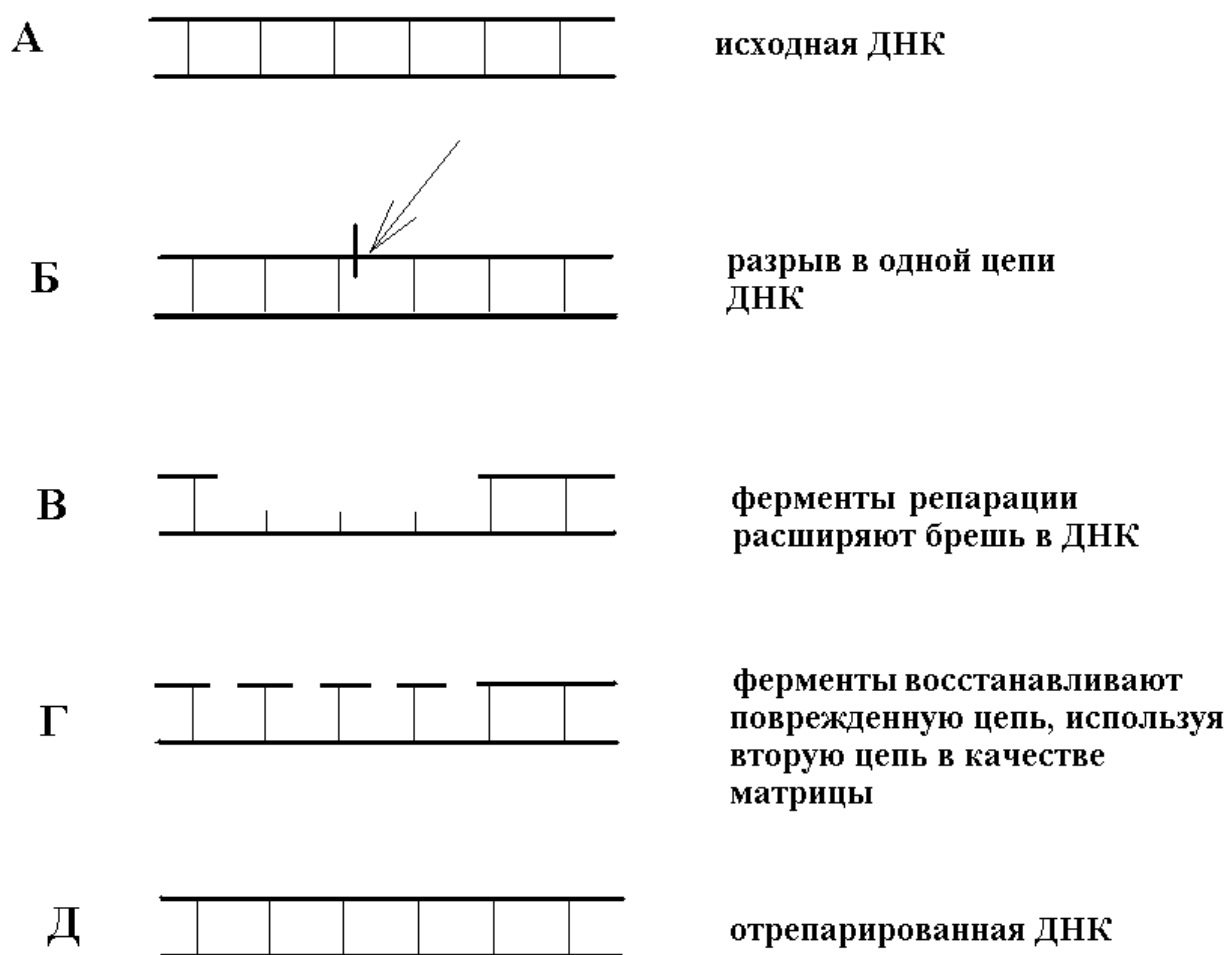 А исходная ДНК
Б разрыв в одной цепи
ДНК
В ферменты репарации
расширяют брешь в ДНК
Г ферменты восстанавливают
поврежденную цепь, используя
вторую цепь в качестве
матрицы
Д отрепарированная ДНК